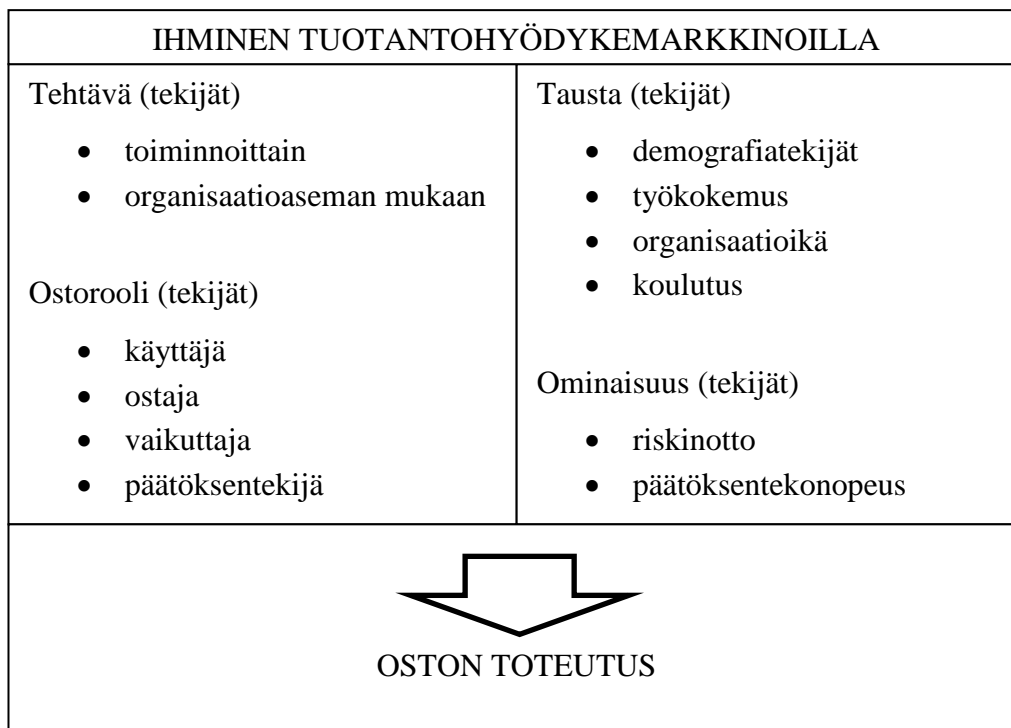 IHMINEN TUOTANTOHYÖDYKEMARKKINOILLA
Tehtävä (tekijät)
• toiminnoittain
• organisaatioaseman mukaan
Ostorooli (tekijät)
• käyttäjä
• ostaja
• vaikuttaja
• päätöksentekijä
Tausta (tekijät)
• demografiatekijät
• työkokemus
• organisaatioikä
• koulutus
Ominaisuus (tekijät)
• riskinotto
• päätöksentekonopeus
OSTON TOTEUTUS